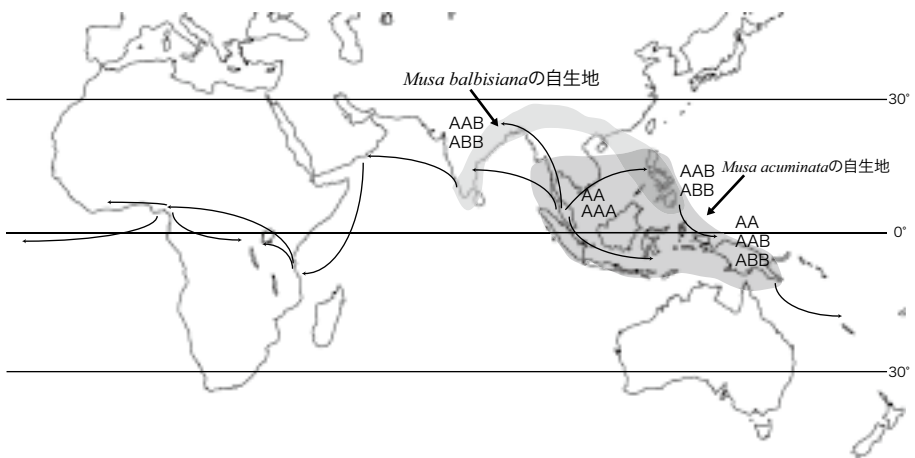 Musa balbisianaの自生地
30°
AAB
ABB
AAB
ABB
Musa acuminataの自生地
AA
AAA
AA
AAB
ABB
0°
30°